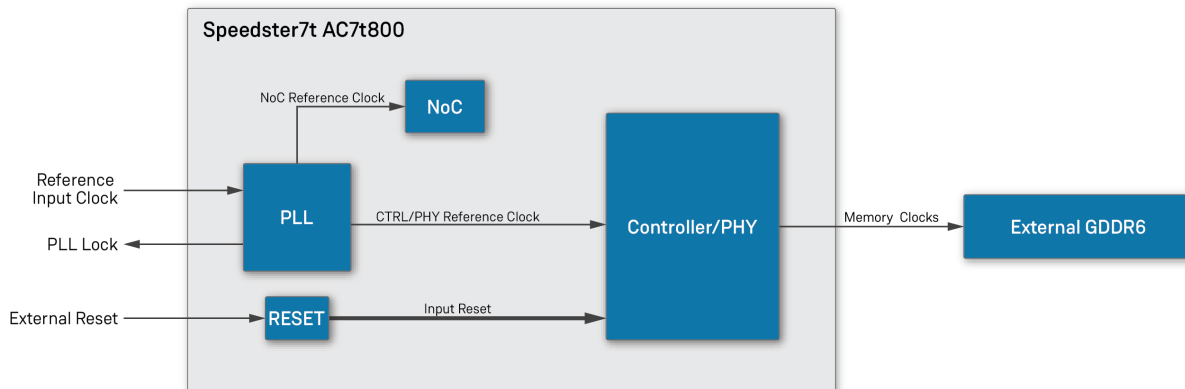 Speedster7t AC7t800
NoC Reference Clock
NoC
Reference
Input Clock
PLL
CTRL/PHY Reference Clock
Controller/PHY
Memory Clocks
External GDDR6
PLL Lock
External Reset
RESET
Input Reset